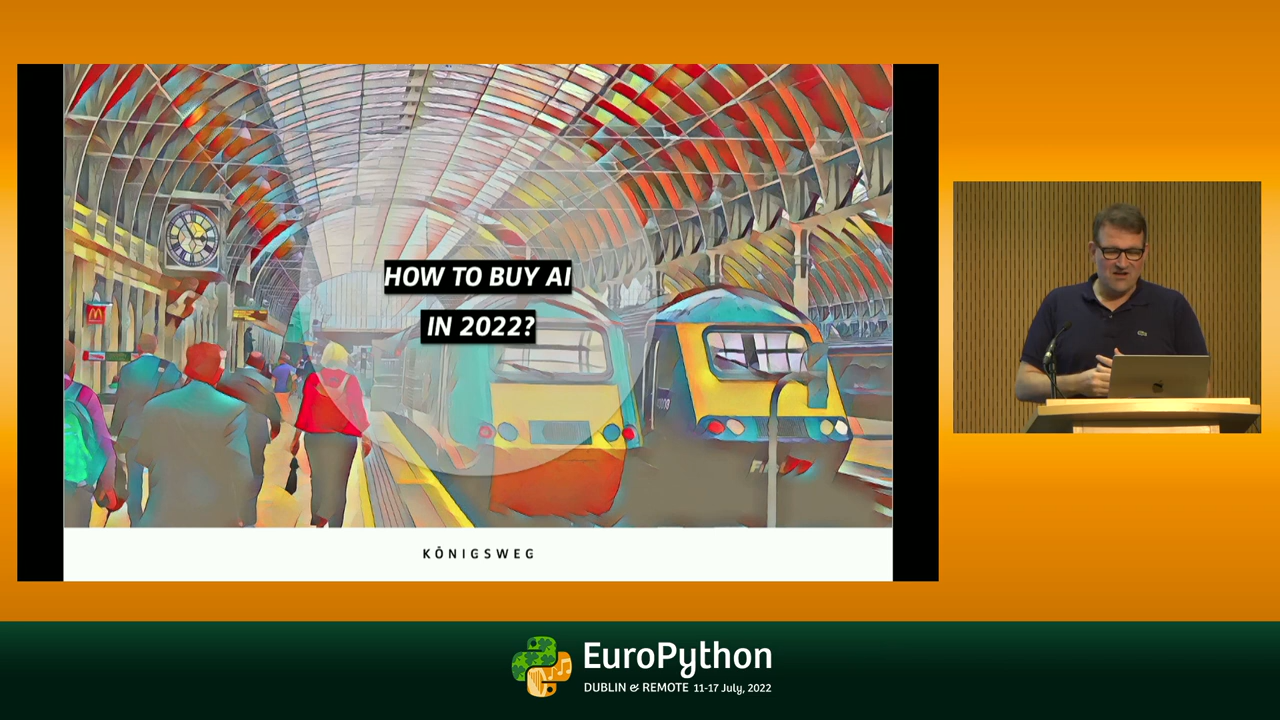 HOW TO BUY AI
IN 2022?
KÖNIGSWEG
EuroPython
DUBLIN & REMOTE 11-17 July, 2022